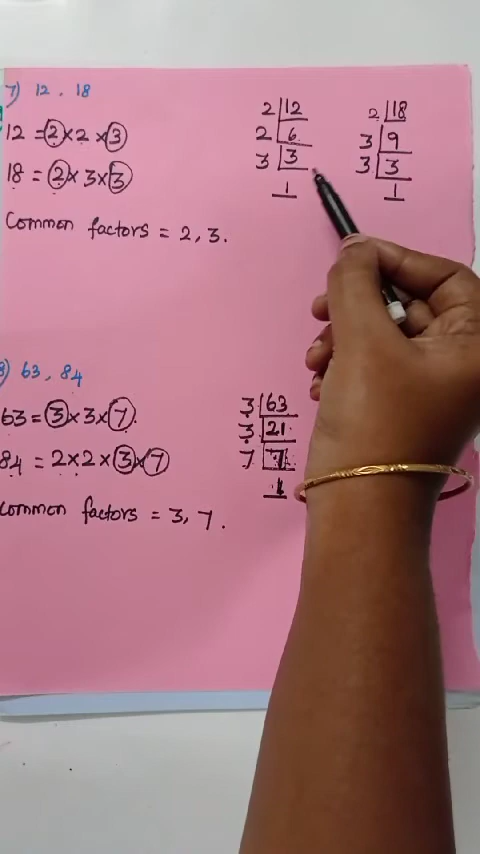 7) 12, 18
12 = 2 × 2 × 3
18 = 2 × 3 × 3
Common factors = 2, 3.
2 | 12
2 | 6
3 | 3
1
2 | 18
3 | 9
3 | 3
1
8) 63, 84
63 = 3 × 3 × 7.
84 = 2 × 2 × 3 × 7
Common factors = 3, 7.
3 | 63
3 | 21
7 | 7
1